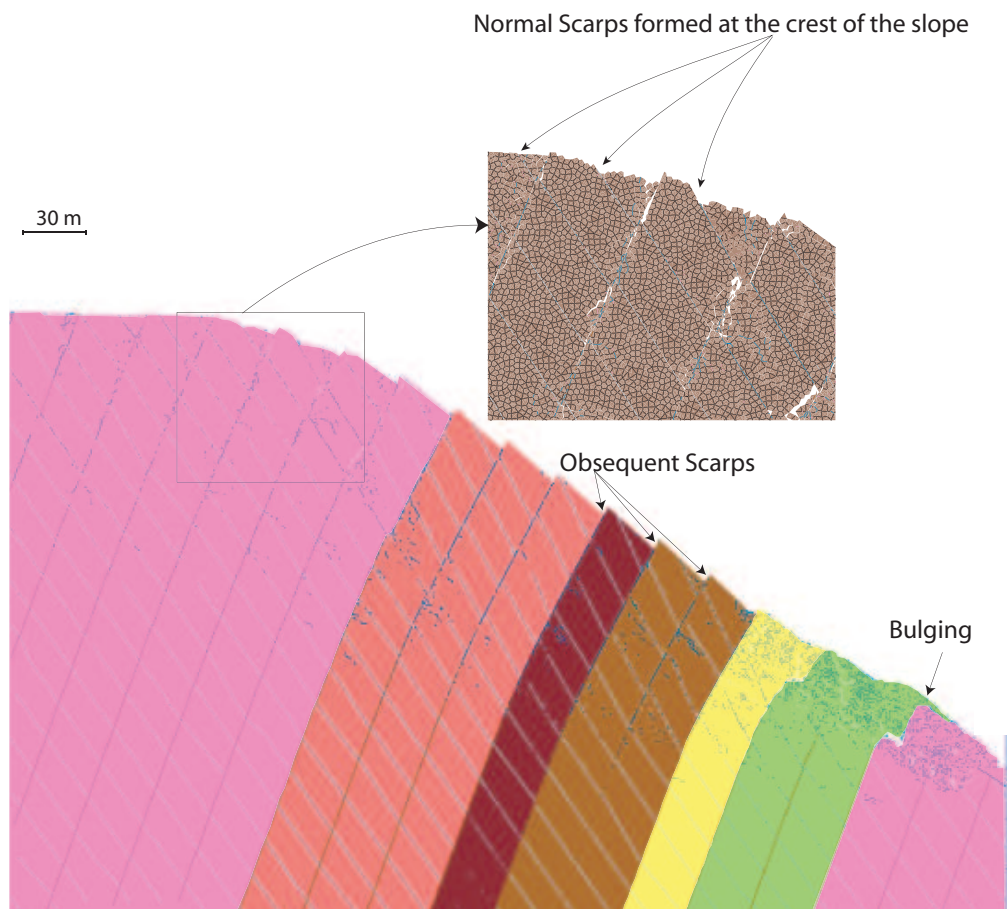 Normal Scarps formed at the crest of the slope
30 m
Obsequent Scarps
Bulging